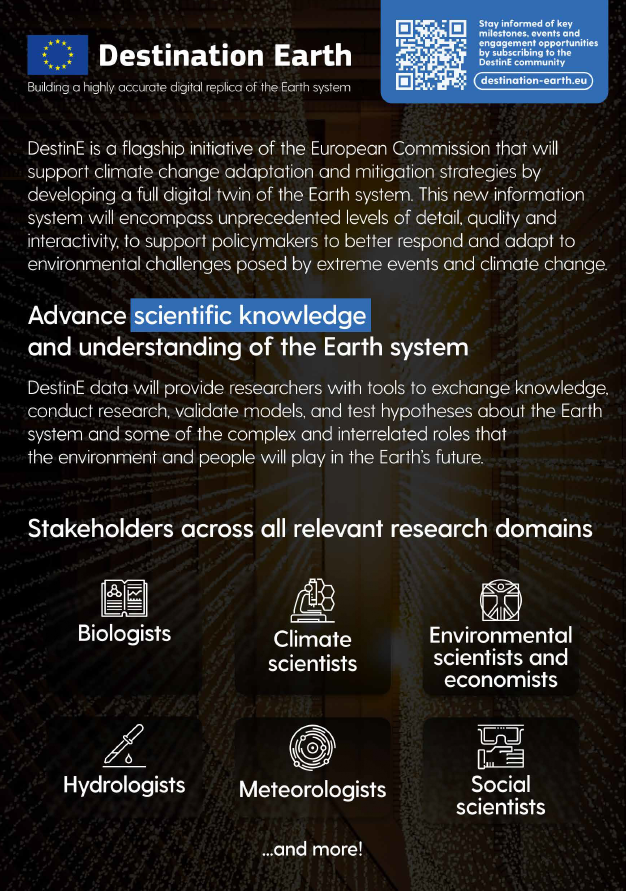 Destination Earth
Building a highly accurate digital replica of the Earth system
Stay informed of key
milestones, events and
engagement opportunities
by subscribing to the
DestinE community
destination-earth.eu
DestinE is a flagship initiative of the European Commission that will
support climate change adaptation and mitigation strategies by
developing a full digital twin of the Earth system. This new information
system will encompass unprecedented levels of detail, quality and
interactivity, to support policymakers to better respond and adapt to
environmental challenges posed by extreme events and climate change.
Advance scientific knowledge
and understanding of the Earth system
DestinE data will provide researchers with tools to exchange knowledge,
conduct research, validate models, and test hypotheses about the Earth
system and some of the complex and interrelated roles that
the environment and people will play in the Earth's future.
Stakeholders across all relevant research domains
Biologists
Climate
scientists
Environmental
scientists and
economists
Hydrologists
Meteorologists
Social
scientists
...and more!